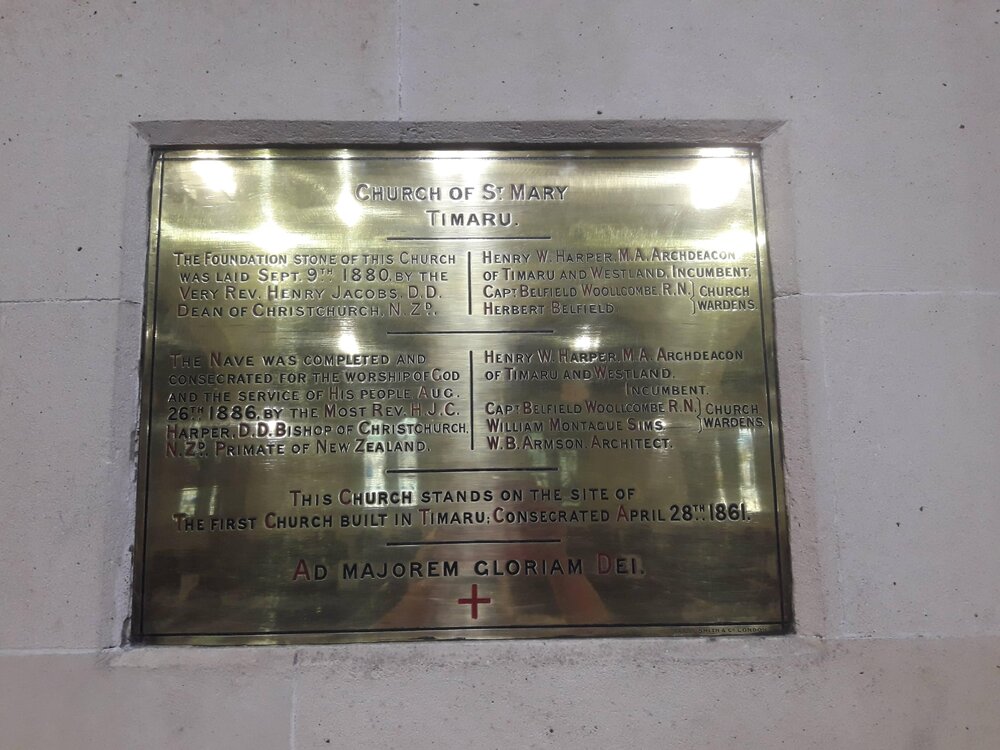 Church of St. Mary
Timaru.
The Foundation stone of this Church
was laid Sept. 9th. 1880, by the
Very Rev. Henry Jacobs, D.D.
Dean of Christchurch, N.Zd.
Henry W. Harper, M.A. Archdeacon
of Timaru and Westland, Incumbent.
Capt. Belfield Woollcombe, R.N. } Church
Herbert Belfield. } wardens.
The Nave was completed and
consecrated for the worship of God
and the service of His people, Aug.
26th. 1886, by the Most Rev. H.J.C.
Harper, D.D. Bishop of Christchurch,
N.Zd. Primate of New Zealand.
Henry W. Harper, M.A. Archdeacon
of Timaru and Westland.
Incumbent.
Capt. Belfield Woollcombe, R.N. } Church
William Montague Sims } wardens
W.B. Armson. Architect.
This Church stands on the site of
The first Church built in Timaru; Consecrated April 28th. 1861.
Ad majorem gloriam Dei.
Smith & Co. London